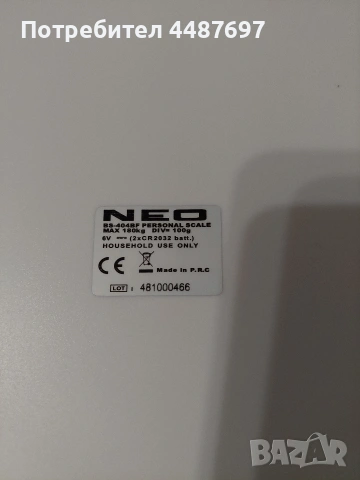 Потребител 4487697
NEO
BS-404BF PERSONAL SCALE
MAX 180kg DIV= 100g
6V (2xCR2032 batt.)
HOUSEHOLD USE ONLY
CE Made in P.R.C
LOT : 481000466
BAZAR